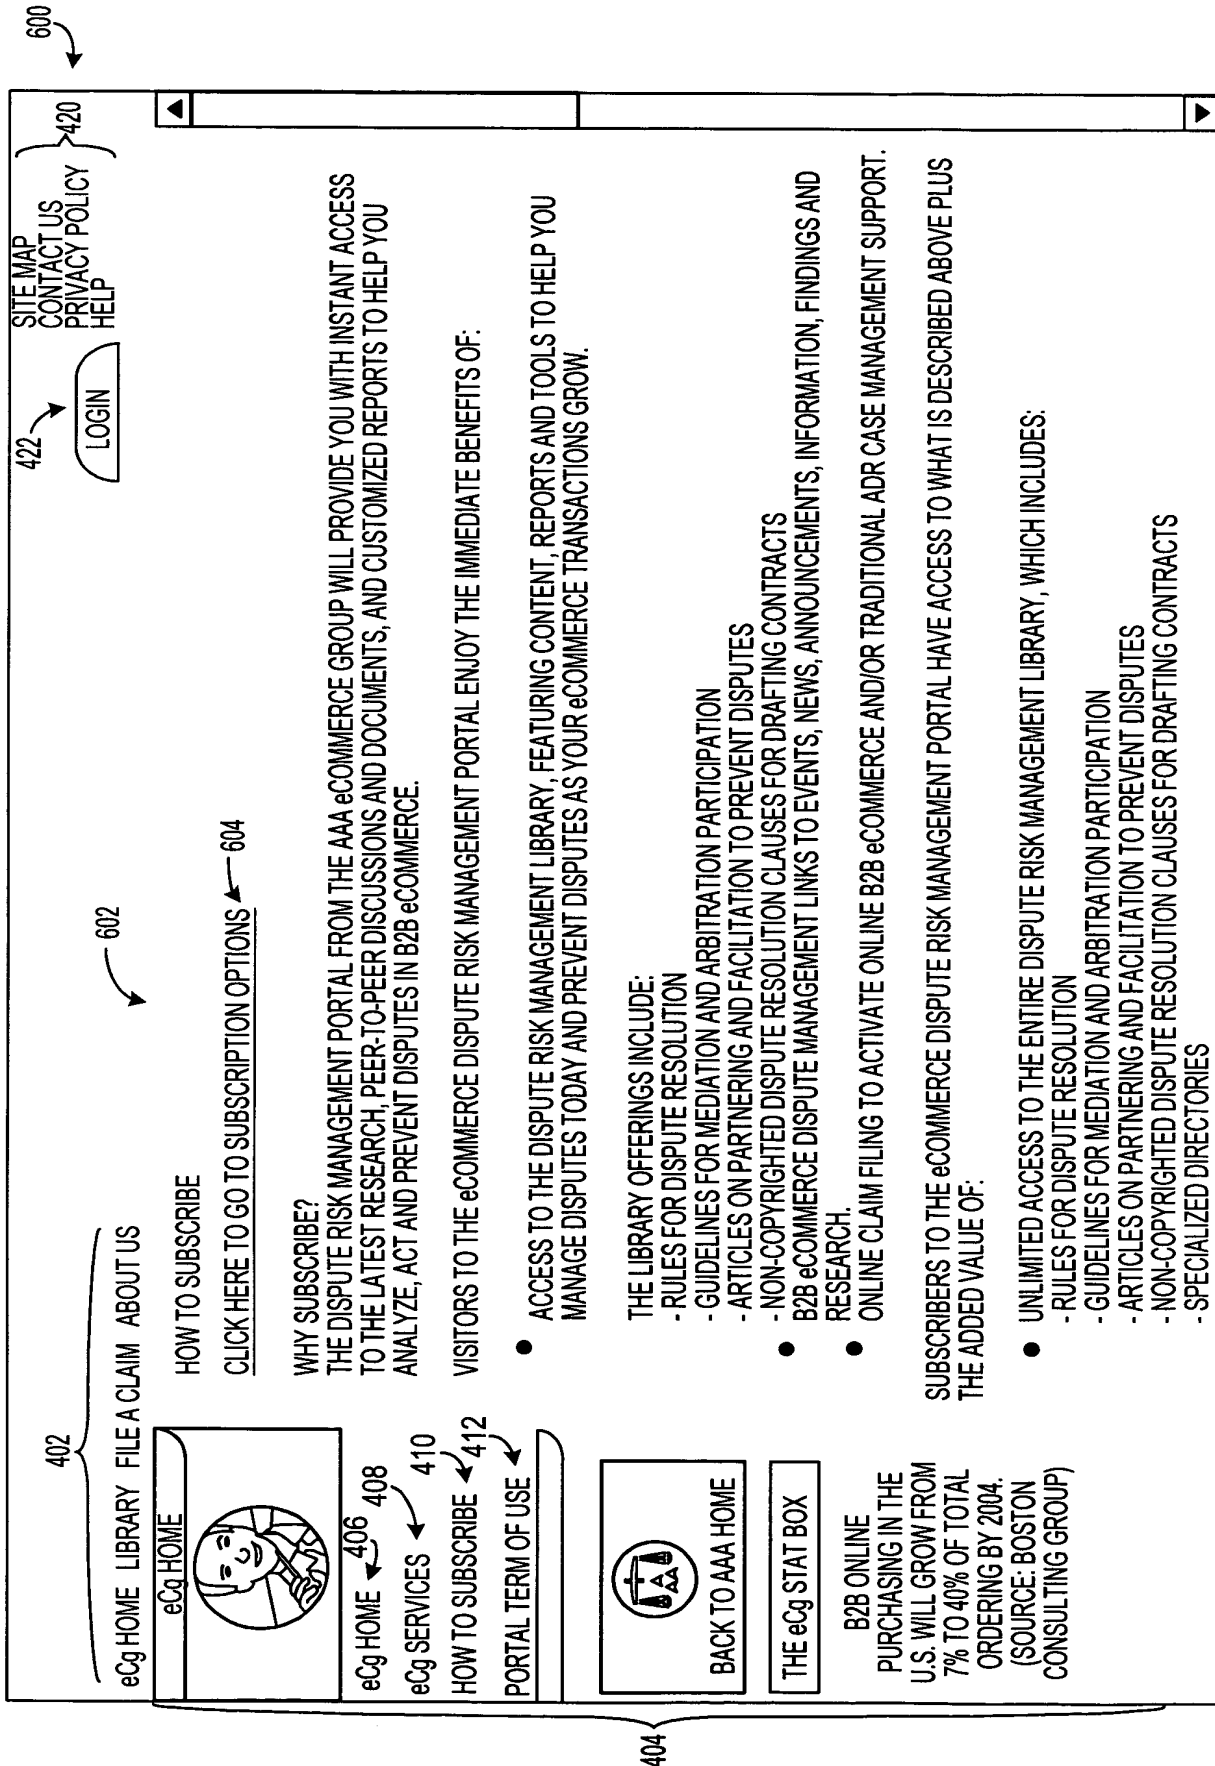 600
402
eCg HOME LIBRARY FILE A CLAIM ABOUT US
422
LOGIN
SITE MAP
CONTACT US
PRIVACY POLICY
HELP
420
404
eCg HOME
eCg HOME 406
eCg SERVICES 408
HOW TO SUBSCRIBE 410
PORTAL TERM OF USE 412
BACK TO AAA HOME
THE eCg STAT BOX
B2B ONLINE
PURCHASING IN THE
U.S. WILL GROW FROM
7% TO 40% OF TOTAL
ORDERING BY 2004.
(SOURCE: BOSTON
CONSULTING GROUP)
602
HOW TO SUBSCRIBE
CLICK HERE TO GO TO SUBSCRIPTION OPTIONS 604
WHY SUBSCRIBE?
THE DISPUTE RISK MANAGEMENT PORTAL FROM THE AAA eCOMMERCE GROUP WILL PROVIDE YOU WITH INSTANT ACCESS
TO THE LATEST RESEARCH, PEER-TO-PEER DISCUSSIONS AND DOCUMENTS, AND CUSTOMIZED REPORTS TO HELP YOU
ANALYZE, ACT AND PREVENT DISPUTES IN B2B eCOMMERCE.
VISITORS TO THE eCOMMERCE DISPUTE RISK MANAGEMENT PORTAL ENJOY THE IMMEDIATE BENEFITS OF:
● ACCESS TO THE DISPUTE RISK MANAGEMENT LIBRARY, FEATURING CONTENT, REPORTS AND TOOLS TO HELP YOU
MANAGE DISPUTES TODAY AND PREVENT DISPUTES AS YOUR eCOMMERCE TRANSACTIONS GROW.
THE LIBRARY OFFERINGS INCLUDE:
- RULES FOR DISPUTE RESOLUTION
- GUIDELINES FOR MEDIATION AND ARBITRATION PARTICIPATION
- ARTICLES ON PARTNERING AND FACILITATION TO PREVENT DISPUTES
- NON-COPYRIGHTED DISPUTE RESOLUTION CLAUSES FOR DRAFTING CONTRACTS
● B2B eCOMMERCE DISPUTE MANAGEMENT LINKS TO EVENTS, NEWS, ANNOUNCEMENTS, INFORMATION, FINDINGS AND
RESEARCH.
● ONLINE CLAIM FILING TO ACTIVATE ONLINE B2B eCOMMERCE AND/OR TRADITIONAL ADR CASE MANAGEMENT SUPPORT.
SUBSCRIBERS TO THE eCOMMERCE DISPUTE RISK MANAGEMENT PORTAL HAVE ACCESS TO WHAT IS DESCRIBED ABOVE PLUS
THE ADDED VALUE OF:
● UNLIMITED ACCESS TO THE ENTIRE DISPUTE RISK MANAGEMENT LIBRARY, WHICH INCLUDES:
- RULES FOR DISPUTE RESOLUTION
- GUIDELINES FOR MEDIATION AND ARBITRATION PARTICIPATION
- ARTICLES ON PARTNERING AND FACILITATION TO PREVENT DISPUTES
- NON-COPYRIGHTED DISPUTE RESOLUTION CLAUSES FOR DRAFTING CONTRACTS
- SPECIALIZED DIRECTORIES